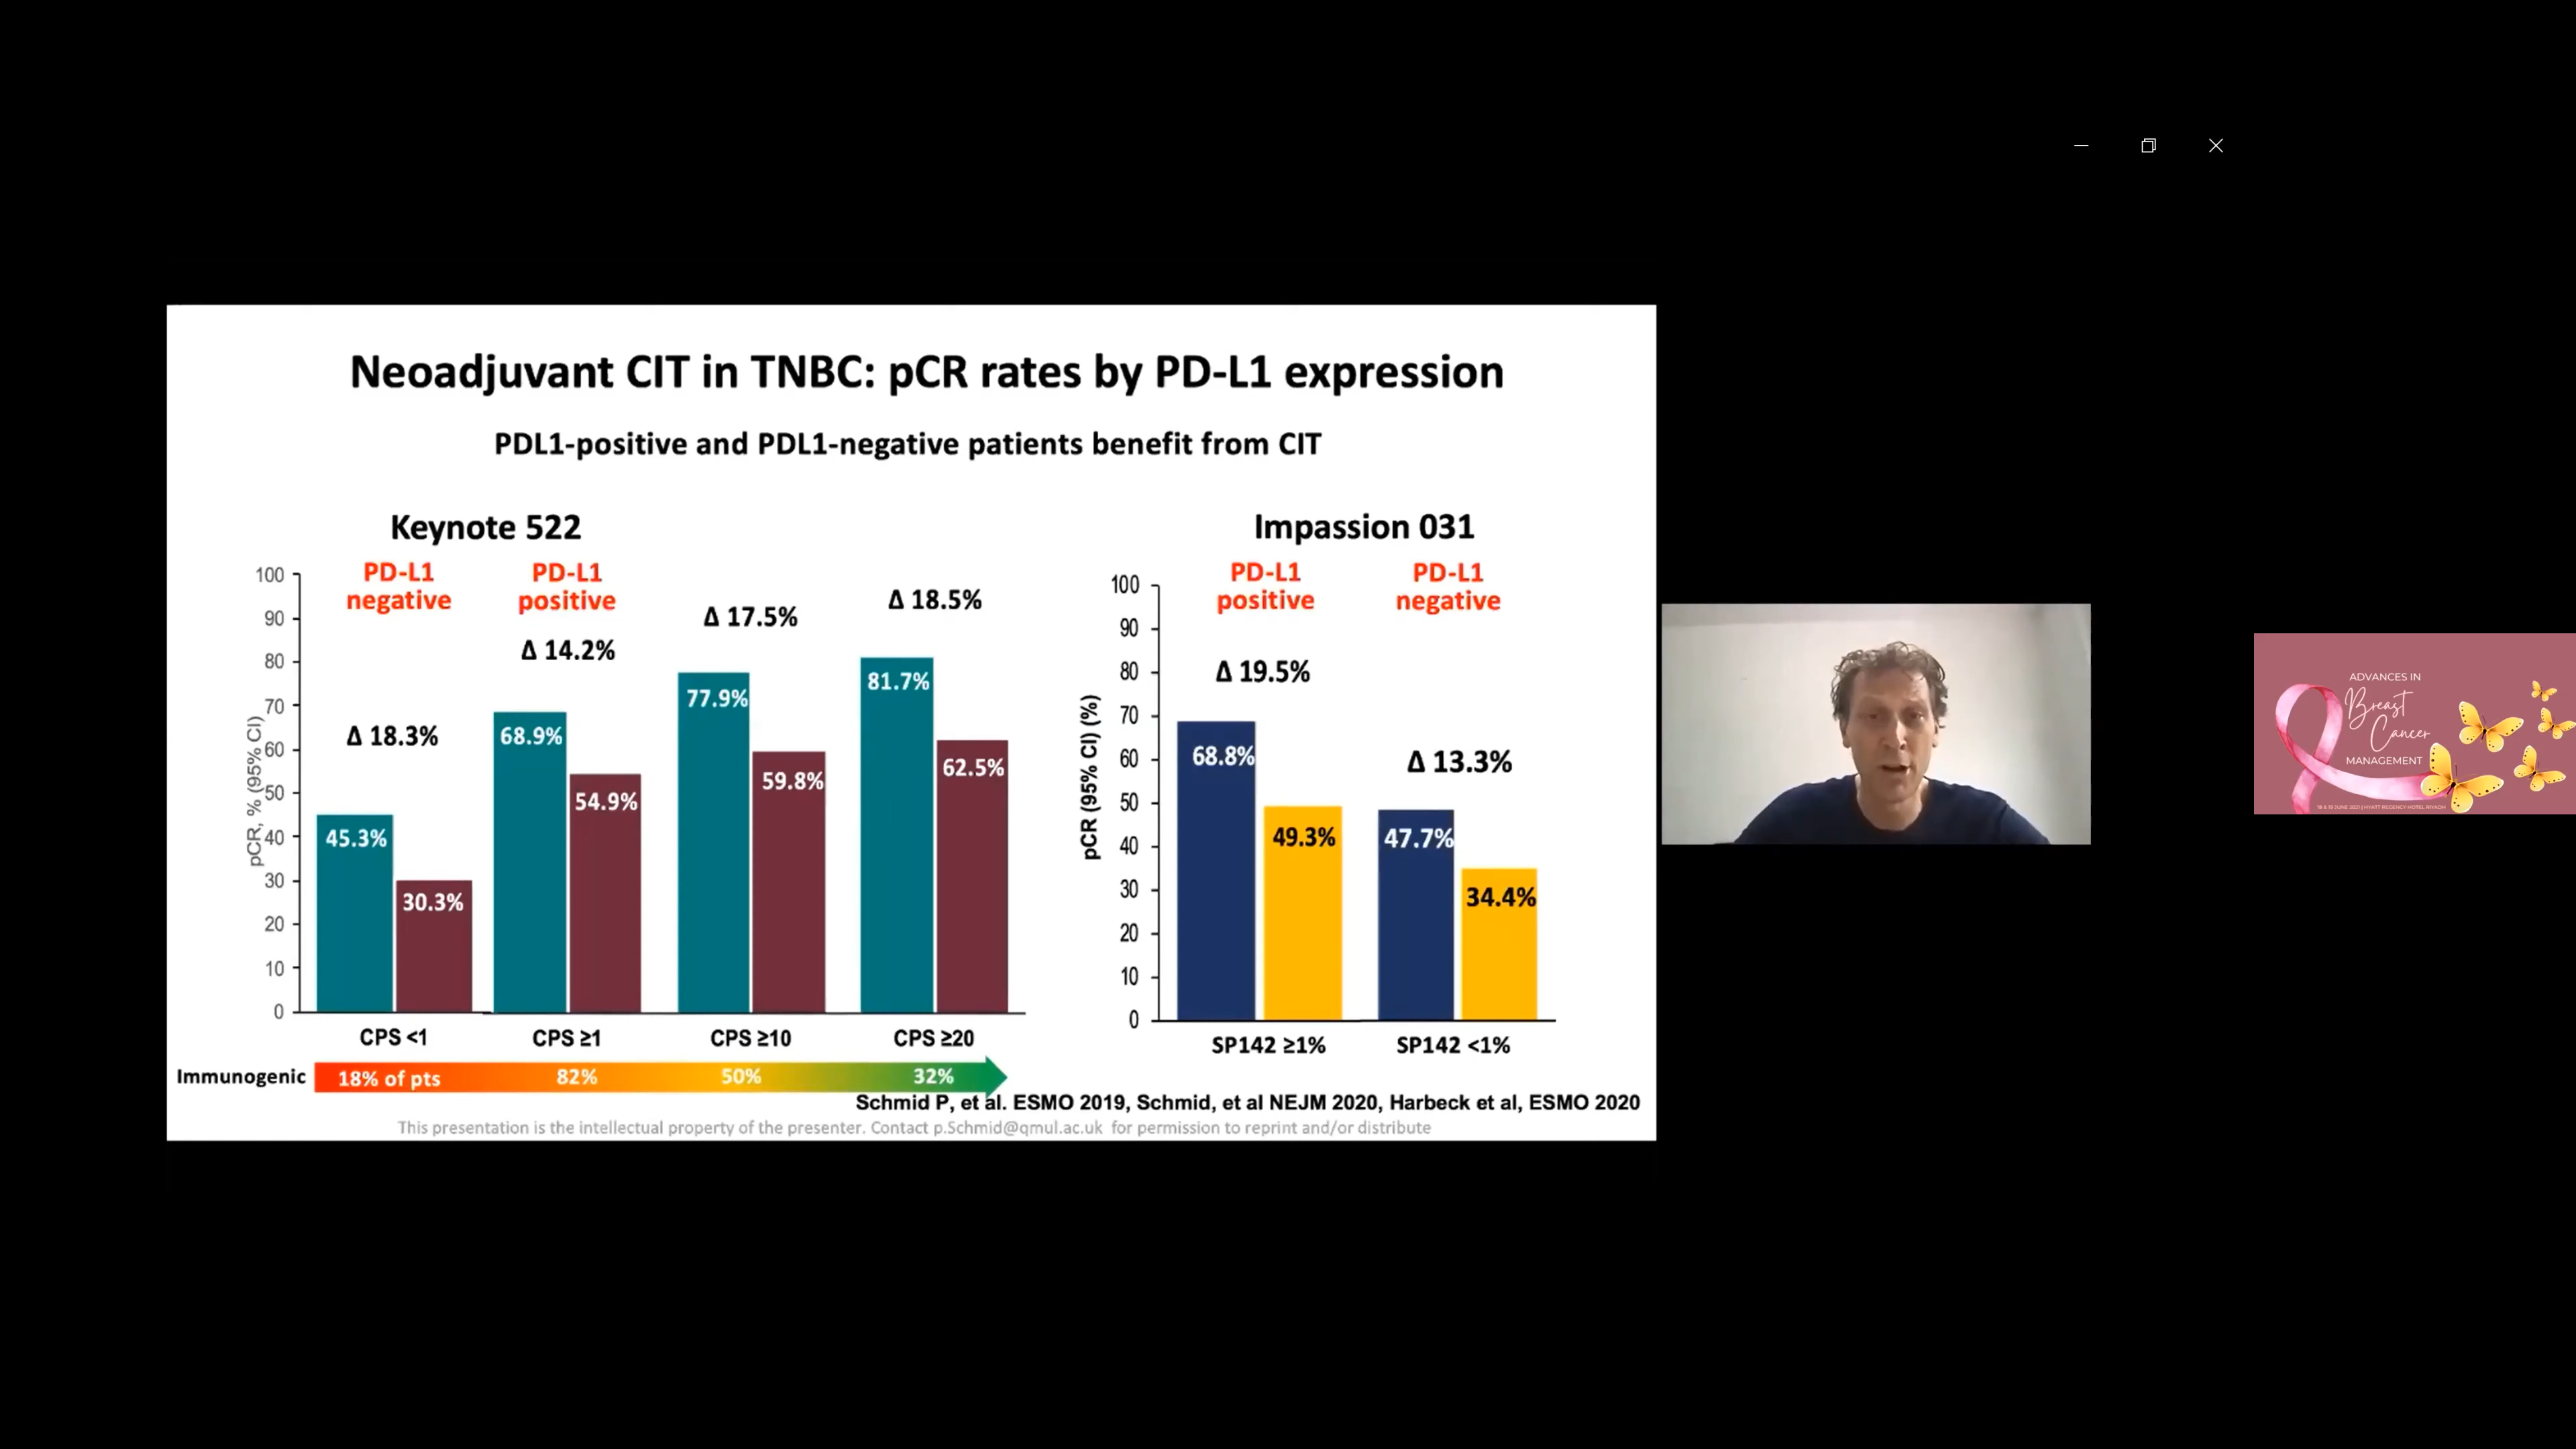 Neoadjuvant CIT in TNBC: pCR rates by PD-L1 expression
PDL1-positive and PDL1-negative patients benefit from CIT
Keynote 522
PD-L1
negative
PD-L1
positive
Δ 18.3%
Δ 14.2%
Δ 17.5%
Δ 18.5%
pCR, % (95% CI)
100
90
80
70
60
50
40
30
20
10
0
45.3%
30.3%
68.9%
54.9%
77.9%
59.8%
81.7%
62.5%
CPS <1
CPS ≥1
CPS ≥10
CPS ≥20
Immunogenic
18% of pts
82%
50%
32%
Impassion 031
PD-L1
positive
PD-L1
negative
Δ 19.5%
Δ 13.3%
pCR (95% CI) (%)
100
90
80
70
60
50
40
30
20
10
0
68.8%
49.3%
47.7%
34.4%
SP142 ≥1%
SP142 <1%
Schmid P, et al. ESMO 2019, Schmid, et al NEJM 2020, Harbeck et al, ESMO 2020
This presentation is the intellectual property of the presenter. Contact p.Schmid@qmul.ac.uk for permission to reprint and/or distribute
ADVANCES IN
Breast
Cancer
MANAGEMENT
18 & 19 JUNE 2021 | HYATT REGENCY HOTEL RIYADH